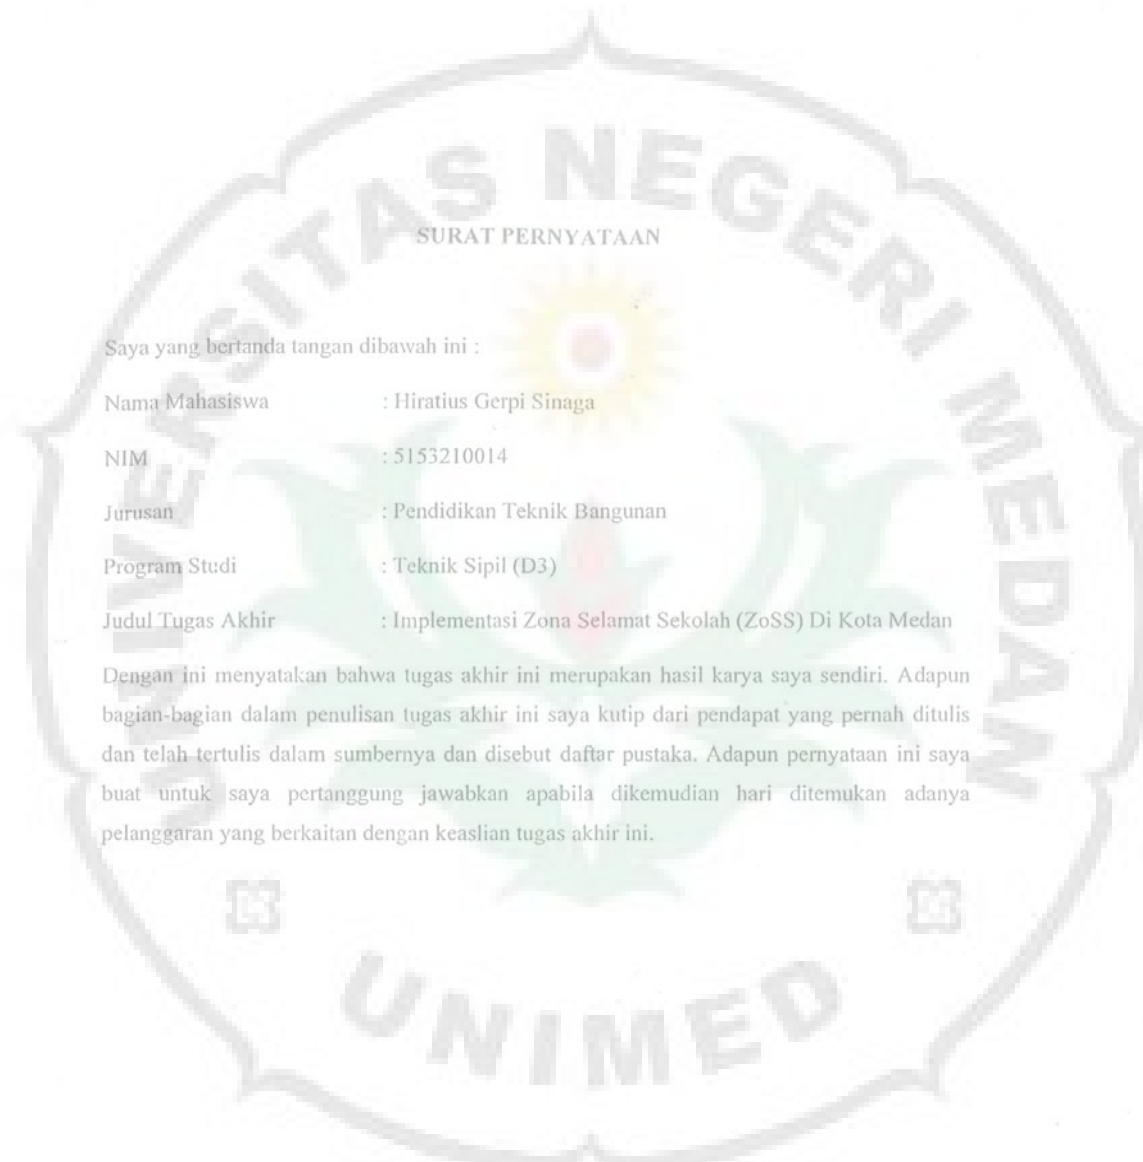 UNIVERSITAS NEGERI MEDAN
SURAT PERNYATAAN
Saya yang bertanda tangan dibawah ini :
Nama Mahasiswa : Hiratius Gerpi Sinaga
NIM : 5153210014
Jurusan : Pendidikan Teknik Bangunan
Program Studi : Teknik Sipil (D3)
Judul Tugas Akhir : Implementasi Zona Selamat Sekolah (ZoSS) Di Kota Medan
Dengan ini menyatakan bahwa tugas akhir ini merupakan hasil karya saya sendiri. Adapun
bagian-bagian dalam penulisan tugas akhir ini saya kutip dari pendapat yang pernah ditulis
dan telah tertulis dalam sumbernya dan disebut daftar pustaka. Adapun pernyataan ini saya
buat untuk saya pertanggung jawabkan apabila dikemudian hari ditemukan adanya
pelanggaran yang berkaitan dengan keaslian tugas akhir ini.
UNIMED